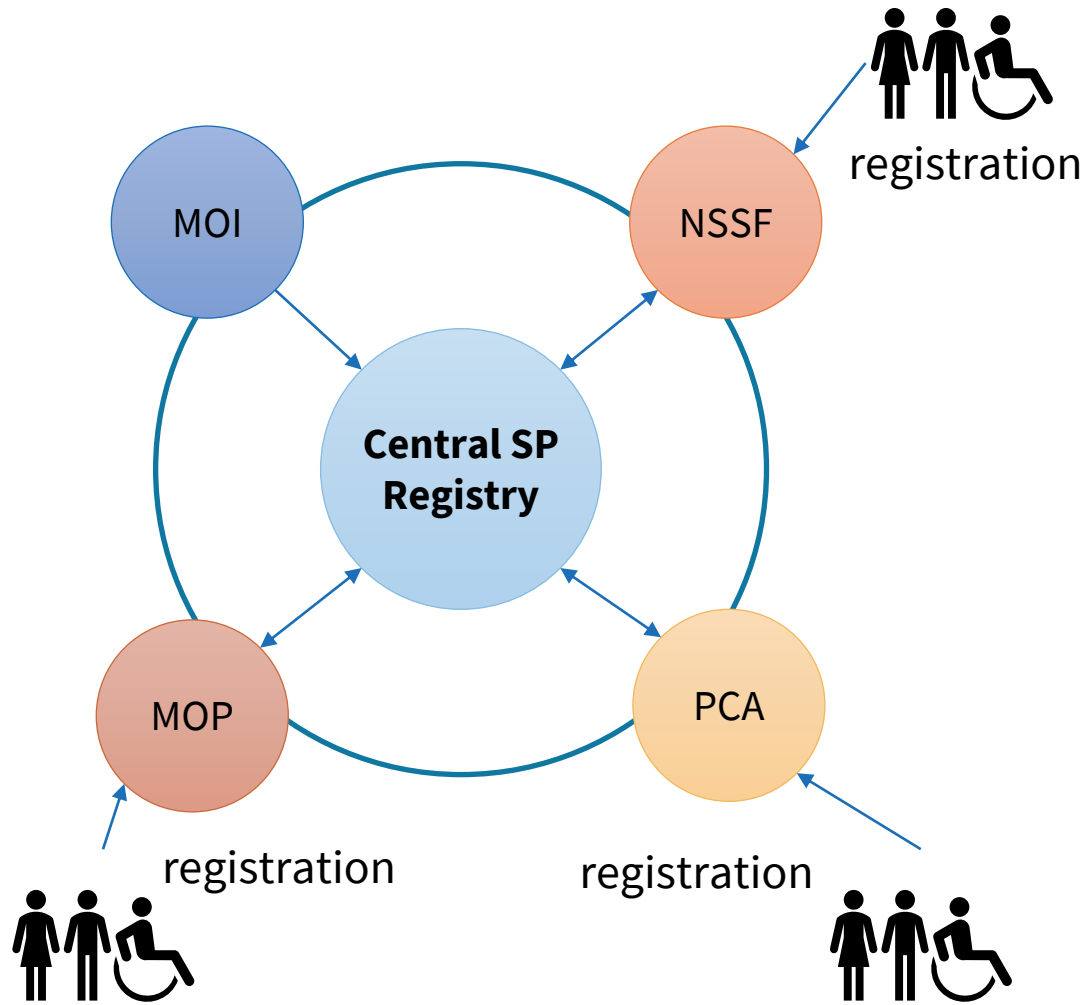 registration
MOI
NSSF
Central SP
Registry
MOP
PCA
registration
registration